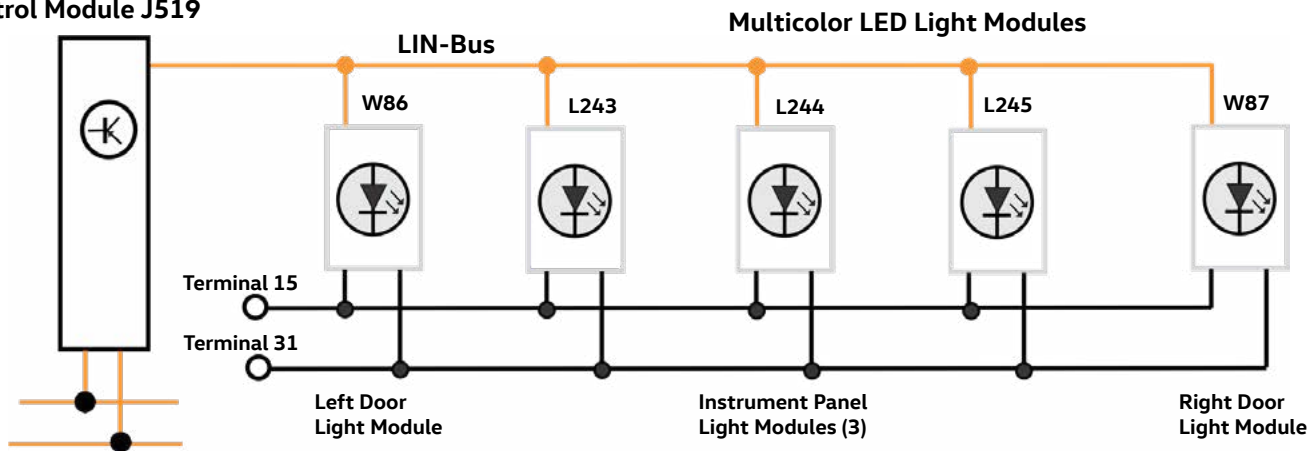 trol Module J519
Multicolor LED Light Modules
LIN-Bus
W86
L243
L244
L245
W87
Terminal 15
Terminal 31
Left Door
Light Module
Instrument Panel
Light Modules (3)
Right Door
Light Module